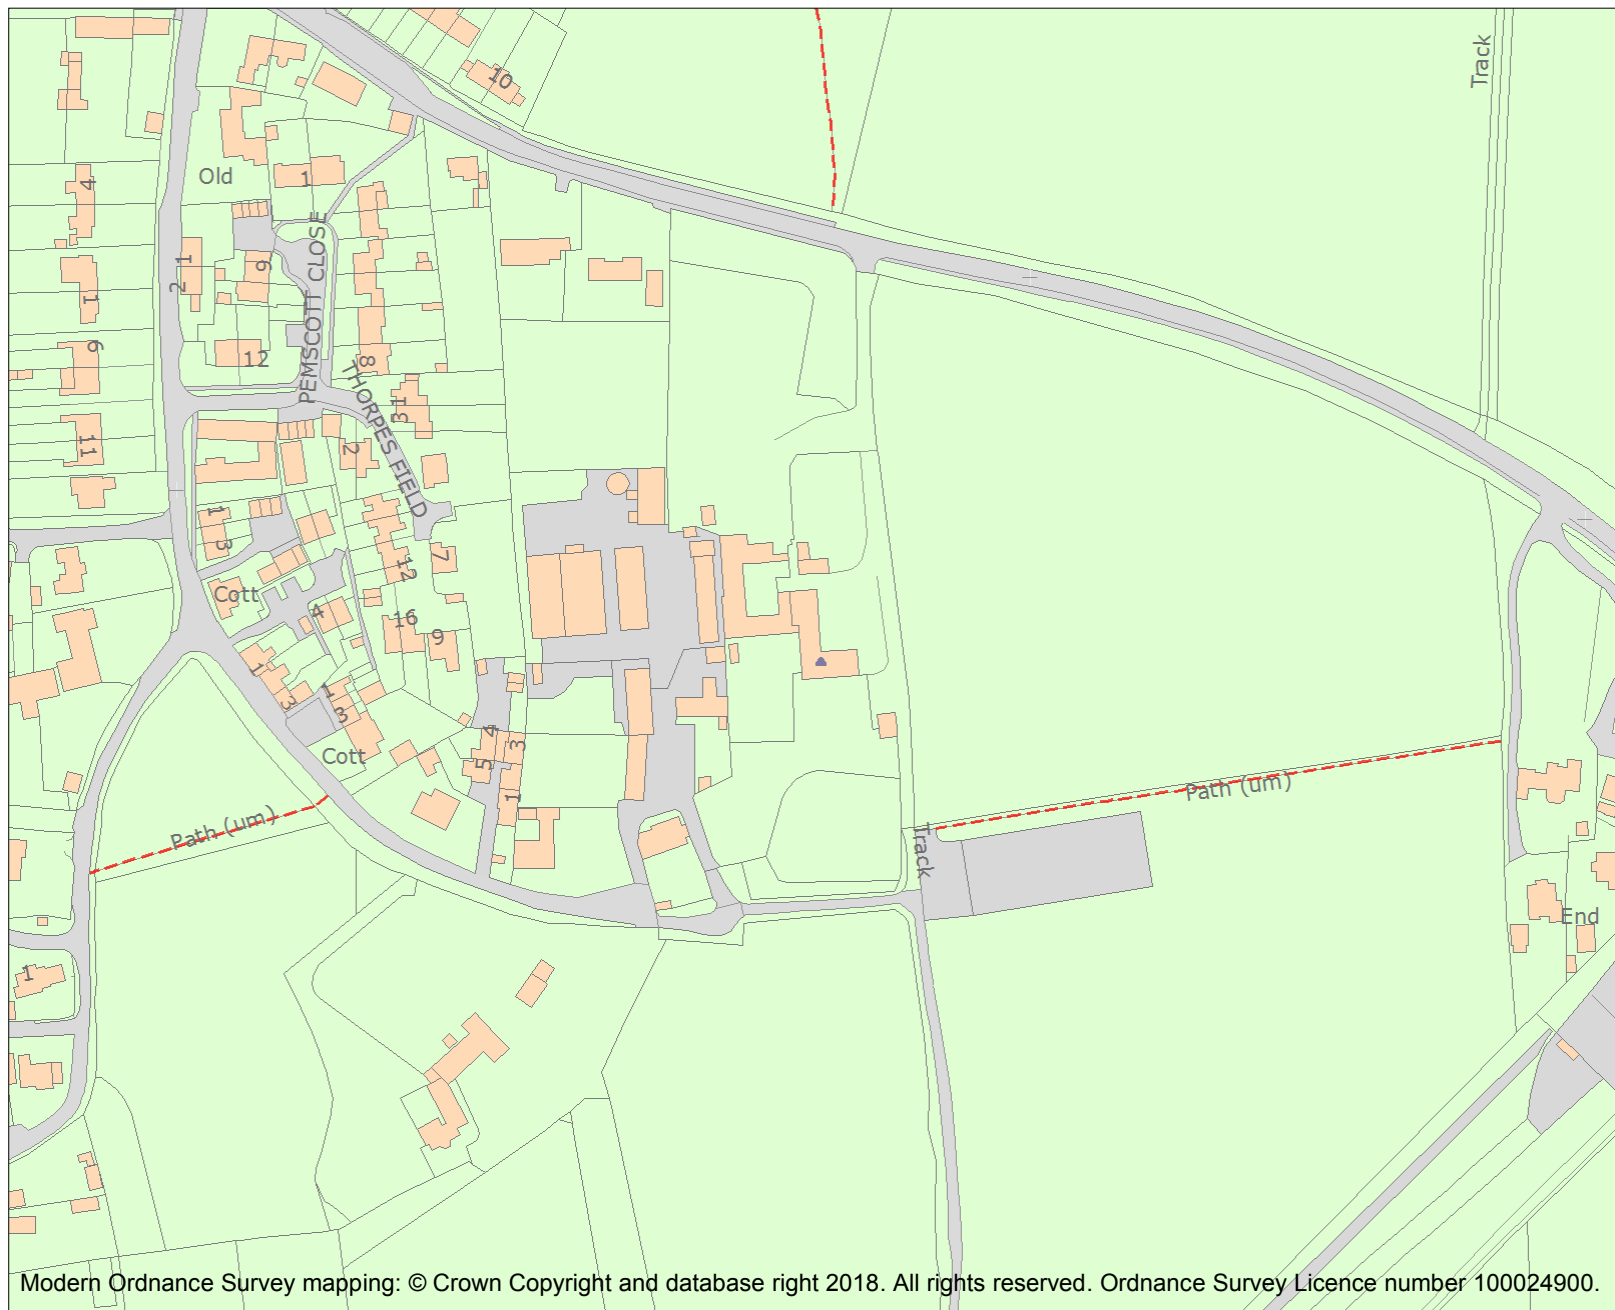 10
Track
Old
1
4
1
2
9
1
PEMSCOTT CLOSE
9
12
8
THORPES FIELD
1
3
2
11
1
3
7
12
Cott
4
16
9
1
3
1
3
4
3
5
1
Cott
Path (um)
Path (um)
Track
End
1
Modern Ordnance Survey mapping: © Crown Copyright and database right 2018. All rights reserved. Ordnance Survey Licence number 100024900.